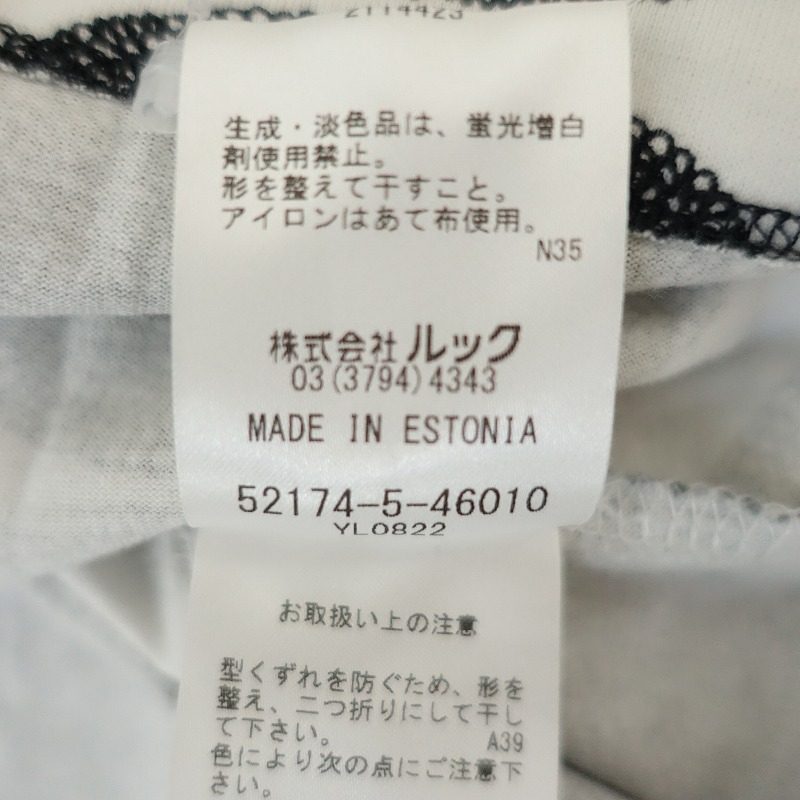 2114423
生成・淡色品は、蛍光増白
剤使用禁止。
形を整えて干すこと。
アイロンはあて布使用。
N35
株式会社ルック
03(3794)4343
MADE IN ESTONIA
52174-5-46010
YL0822
お取扱い上の注意
型くずれを防ぐため、形を
整え、二つ折りにして干し
て下さい。 A39
色により次の点にご注意下
さい。